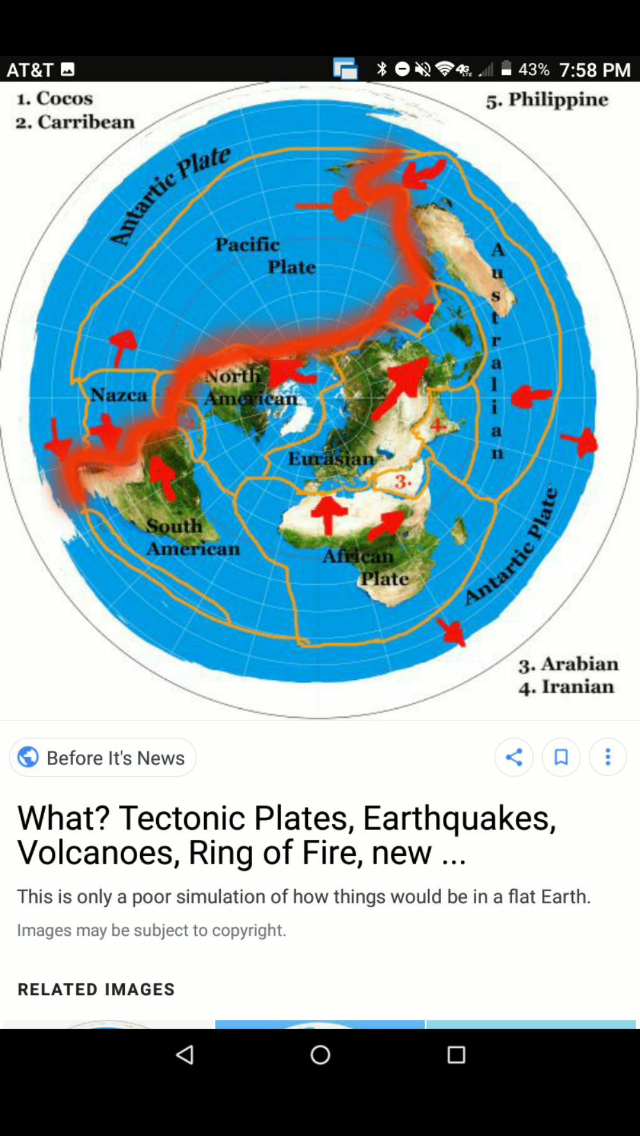 AT&T 4G LTE 43% 7:58 PM
1. Cocos
2. Carribean
5. Philippine
Antartic Plate
Pacific
Plate
Australian
Nazca
North
American
4.
Eurasian
3.
South
American
African
Plate
Antartic Plate
3. Arabian
4. Iranian
Before It's News
What? Tectonic Plates, Earthquakes,
Volcanoes, Ring of Fire, new ...
This is only a poor simulation of how things would be in a flat Earth.
Images may be subject to copyright.
RELATED IMAGES